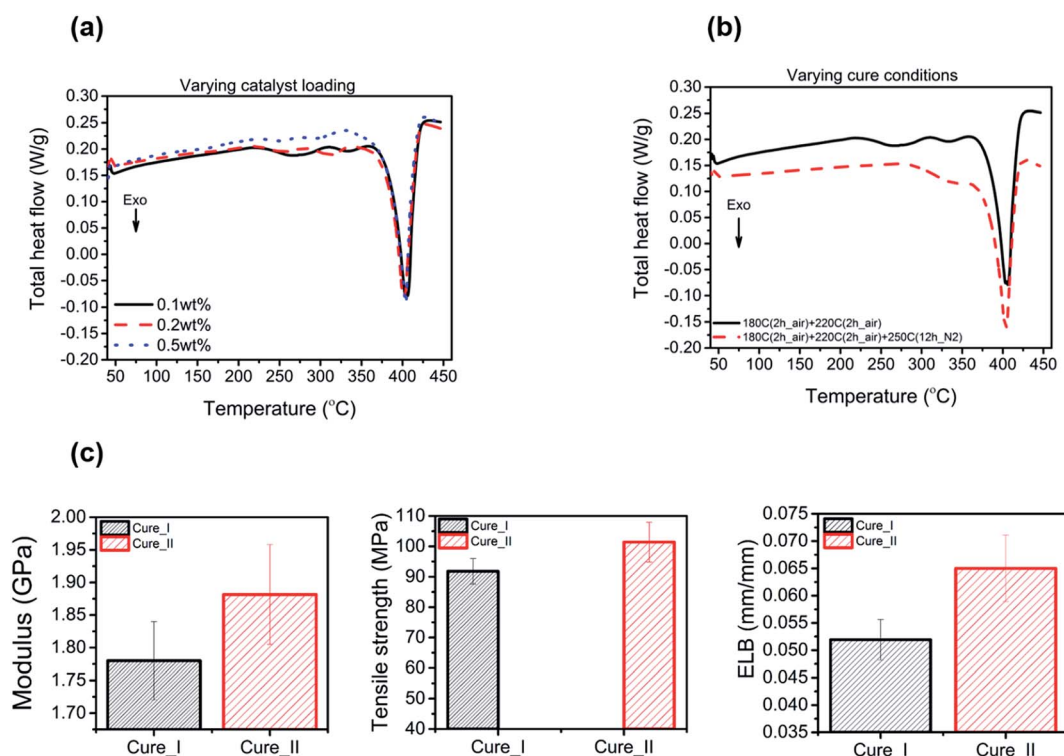 (a)
Varying catalyst loading
Total heat flow (W/g)
0.30
0.25
0.20
0.15
0.10
0.05
0.00
-0.05
-0.10
-0.15
-0.20
Exo
0.1wt%
0.2wt%
0.5wt%
50 100 150 200 250 300 350 400 450
Temperature (°C)
(b)
Varying cure conditions
Total heat flow (W/g)
0.30
0.25
0.20
0.15
0.10
0.05
0.00
-0.05
-0.10
-0.15
-0.20
Exo
180C(2h_air)+220C(2h_air)
180C(2h_air)+220C(2h_air)+250C(12h_N2)
50 100 150 200 250 300 350 400 450
Temperature (°C)
(c)
Modulus (GPa)
2.00
1.95
1.90
1.85
1.80
1.75
1.70
Cure_I
Cure_II
Cure_I Cure_II
Tensile strength (MPa)
110
100
90
80
70
60
50
40
Cure_I
Cure_II
Cure_I Cure_II
ELB (mm/mm)
0.075
0.070
0.065
0.060
0.055
0.050
0.045
0.040
0.035
Cure_I
Cure_II
Cure_I Cure_II